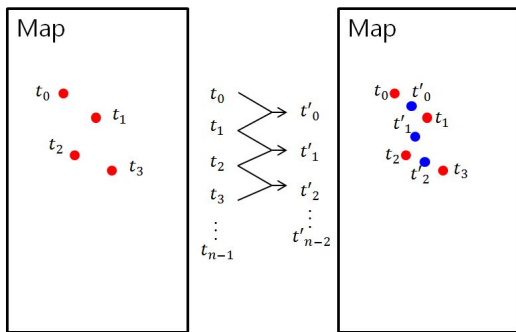 Map
t₀
t₁
t₂
t₃
t₀
t₁
t₂
t₃
⋮
tₙ₋₁
t'₀
t'₁
t'₂
⋮
t'ₙ₋₂
Map
t₀
t'₀
t₁
t'₁
t₂
t'₂
t₃